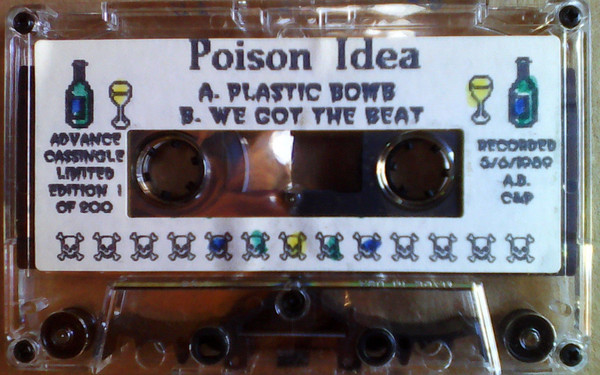 Poison Idea
A. PLASTIC BOMB
B. WE GOT THE BEAT
ADVANCE
CASSINGLE
LIMITED
EDITION 1
OF 200
RECORDED
5/6/1989
A.B.
C&P